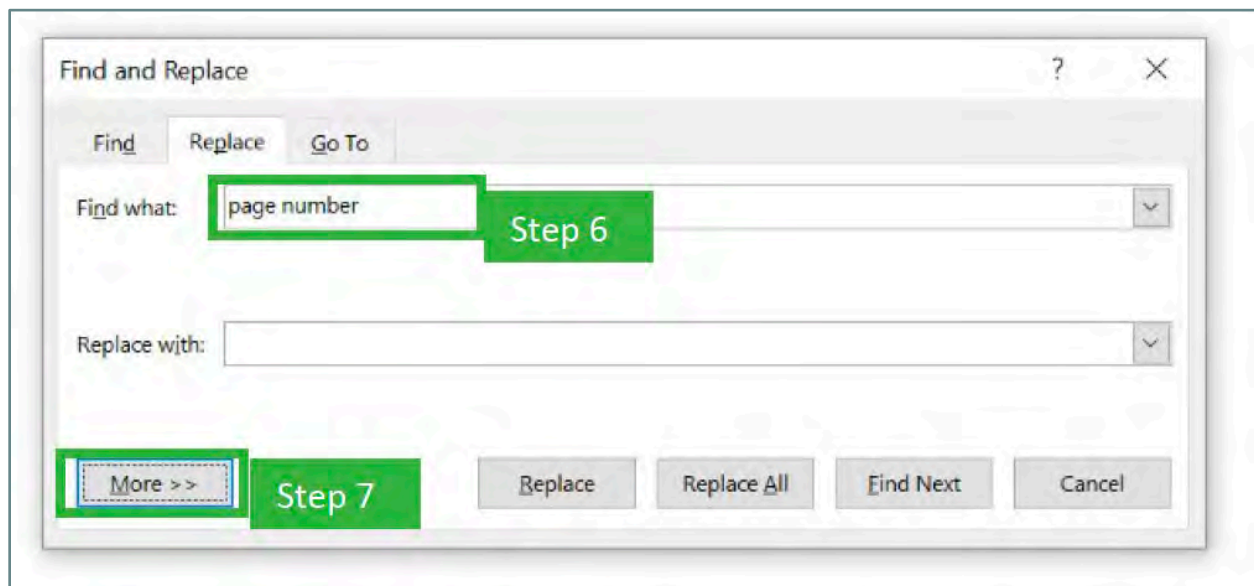 Find and Replace ? ×
Find Replace Go To
Find what: page number
Step 6
Replace with:
More >> Replace Replace All Find Next Cancel
Step 7